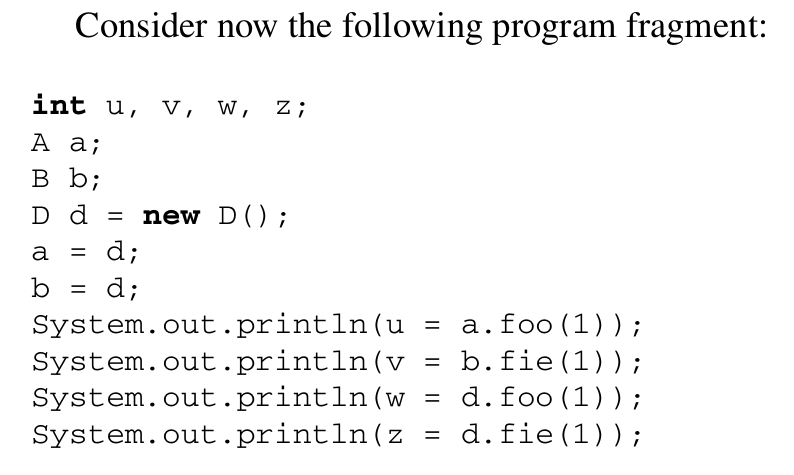 Consider now the following program fragment:
int u, v, w, z;
A a;
B b;
D d = new D();
a = d;
b = d;
System.out.println(u = a.foo(1));
System.out.println(v = b.fie(1));
System.out.println(w = d.foo(1));
System.out.println(z = d.fie(1));